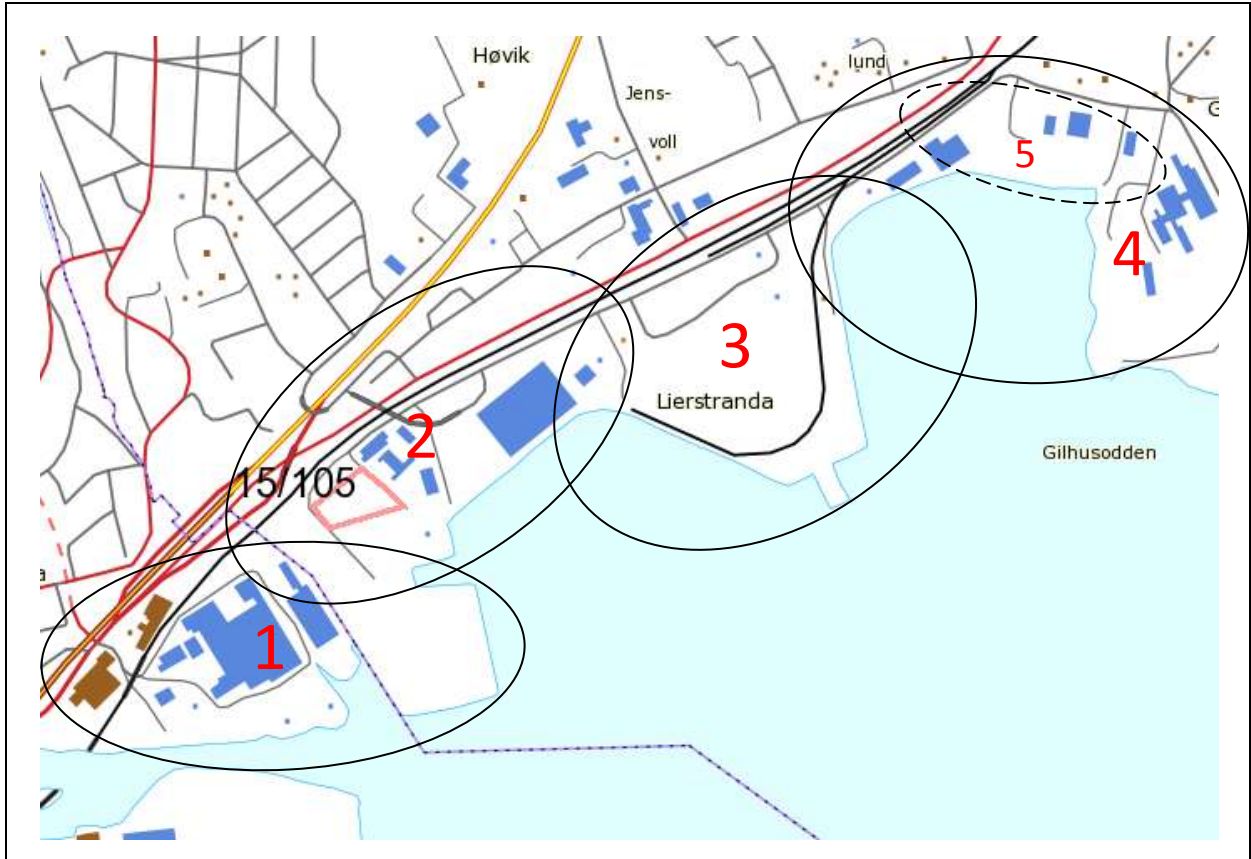 Høvik
lund
Jens-
voll
G
5
4
3
Lierstranda
2
Gilhusodden
15/105
a
1